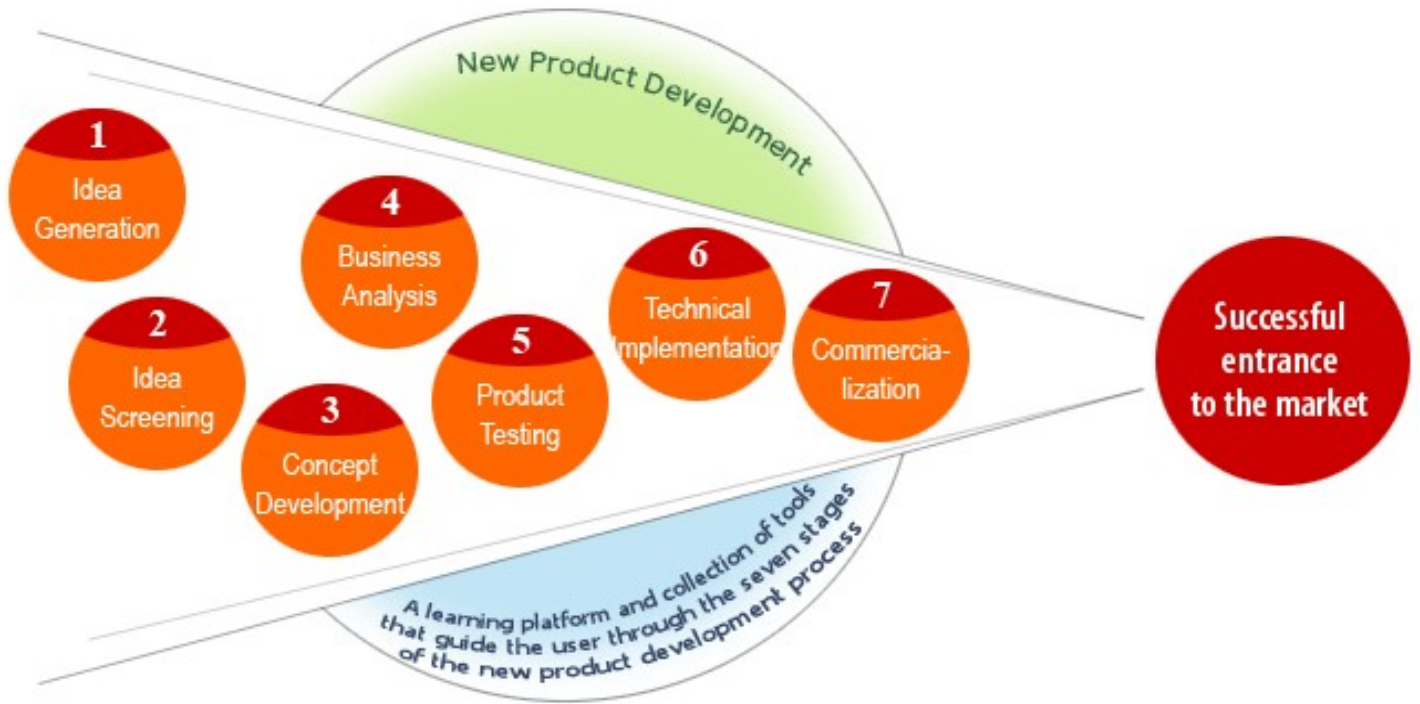 New Product Development
1
Idea
Generation
2
Idea
Screening
3
Concept
Development
4
Business
Analysis
5
Product
Testing
6
Technical
Implementation
7
Commercia-
lization
Successful
entrance
to the market
A learning platform and collection of tools
that guide the user through the seven stages
of the new product development process